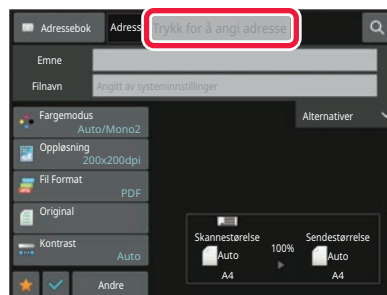 Adressebok Adress Trykk for å angi adresse
Emne
Filnavn Angitt av systeminnstillinger
Fargemodus
Auto/Mono2
Alternativer
Oppløsning
200x200dpi
Fil Format
PDF
Original
Kontrast
Auto
Skannestørelse 100% Sendestørrelse
Auto Auto
A4 A4
Andre